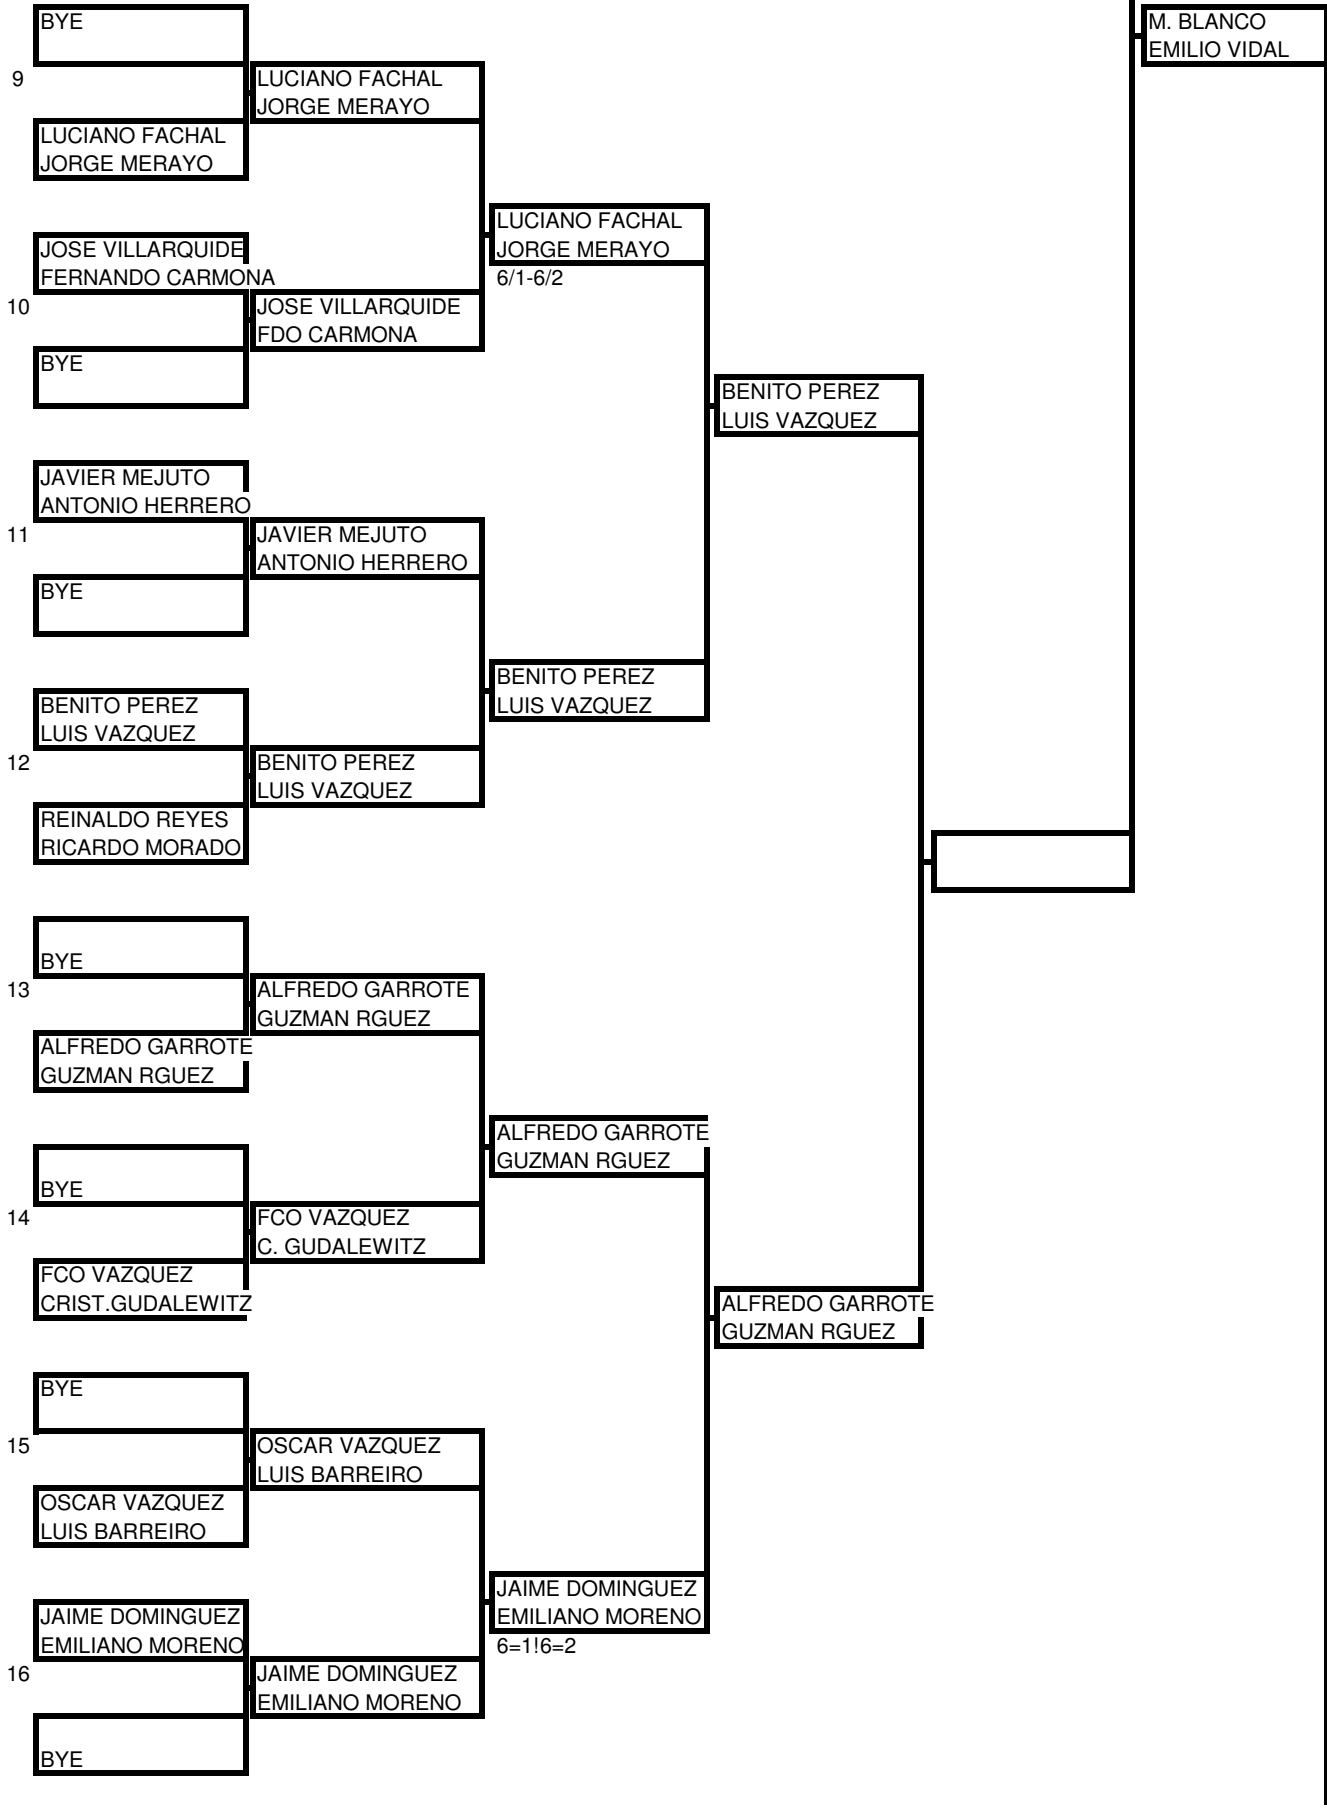 BYE
M. BLANCO
EMILIO VIDAL
9
LUCIANO FACHAL
JORGE MERAYO
LUCIANO FACHAL
JORGE MERAYO
LUCIANO FACHAL
JORGE MERAYO
6/1-6/2
JOSE VILLARQUIDE
FERNANDO CARMONA
10
JOSE VILLARQUIDE
FDO CARMONA
BYE
BENITO PEREZ
LUIS VAZQUEZ
JAVIER MEJUTO
ANTONIO HERRERO
11
JAVIER MEJUTO
ANTONIO HERRERO
BYE
BENITO PEREZ
LUIS VAZQUEZ
BENITO PEREZ
LUIS VAZQUEZ
12
BENITO PEREZ
LUIS VAZQUEZ
REINALDO REYES
RICARDO MORADO
BYE
13
ALFREDO GARROTE
GUZMAN RGUEZ
ALFREDO GARROTE
GUZMAN RGUEZ
ALFREDO GARROTE
GUZMAN RGUEZ
BYE
14
FCO VAZQUEZ
C. GUDALEWITZ
FCO VAZQUEZ
CRIST.GUDALEWITZ
ALFREDO GARROTE
GUZMAN RGUEZ
BYE
15
OSCAR VAZQUEZ
LUIS BARREIRO
OSCAR VAZQUEZ
LUIS BARREIRO
JAIME DOMINGUEZ
EMILIANO MORENO
6=1!6=2
JAIME DOMINGUEZ
EMILIANO MORENO
16
JAIME DOMINGUEZ
EMILIANO MORENO
BYE